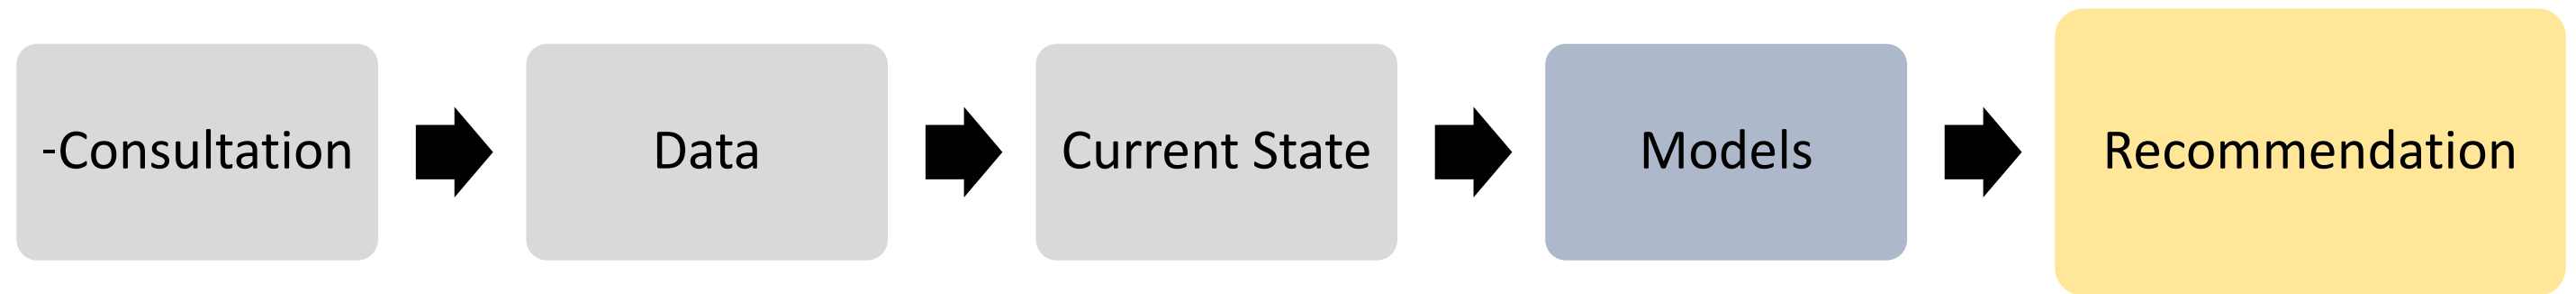 -Consultation
Data
Current State
Models
Recommendation